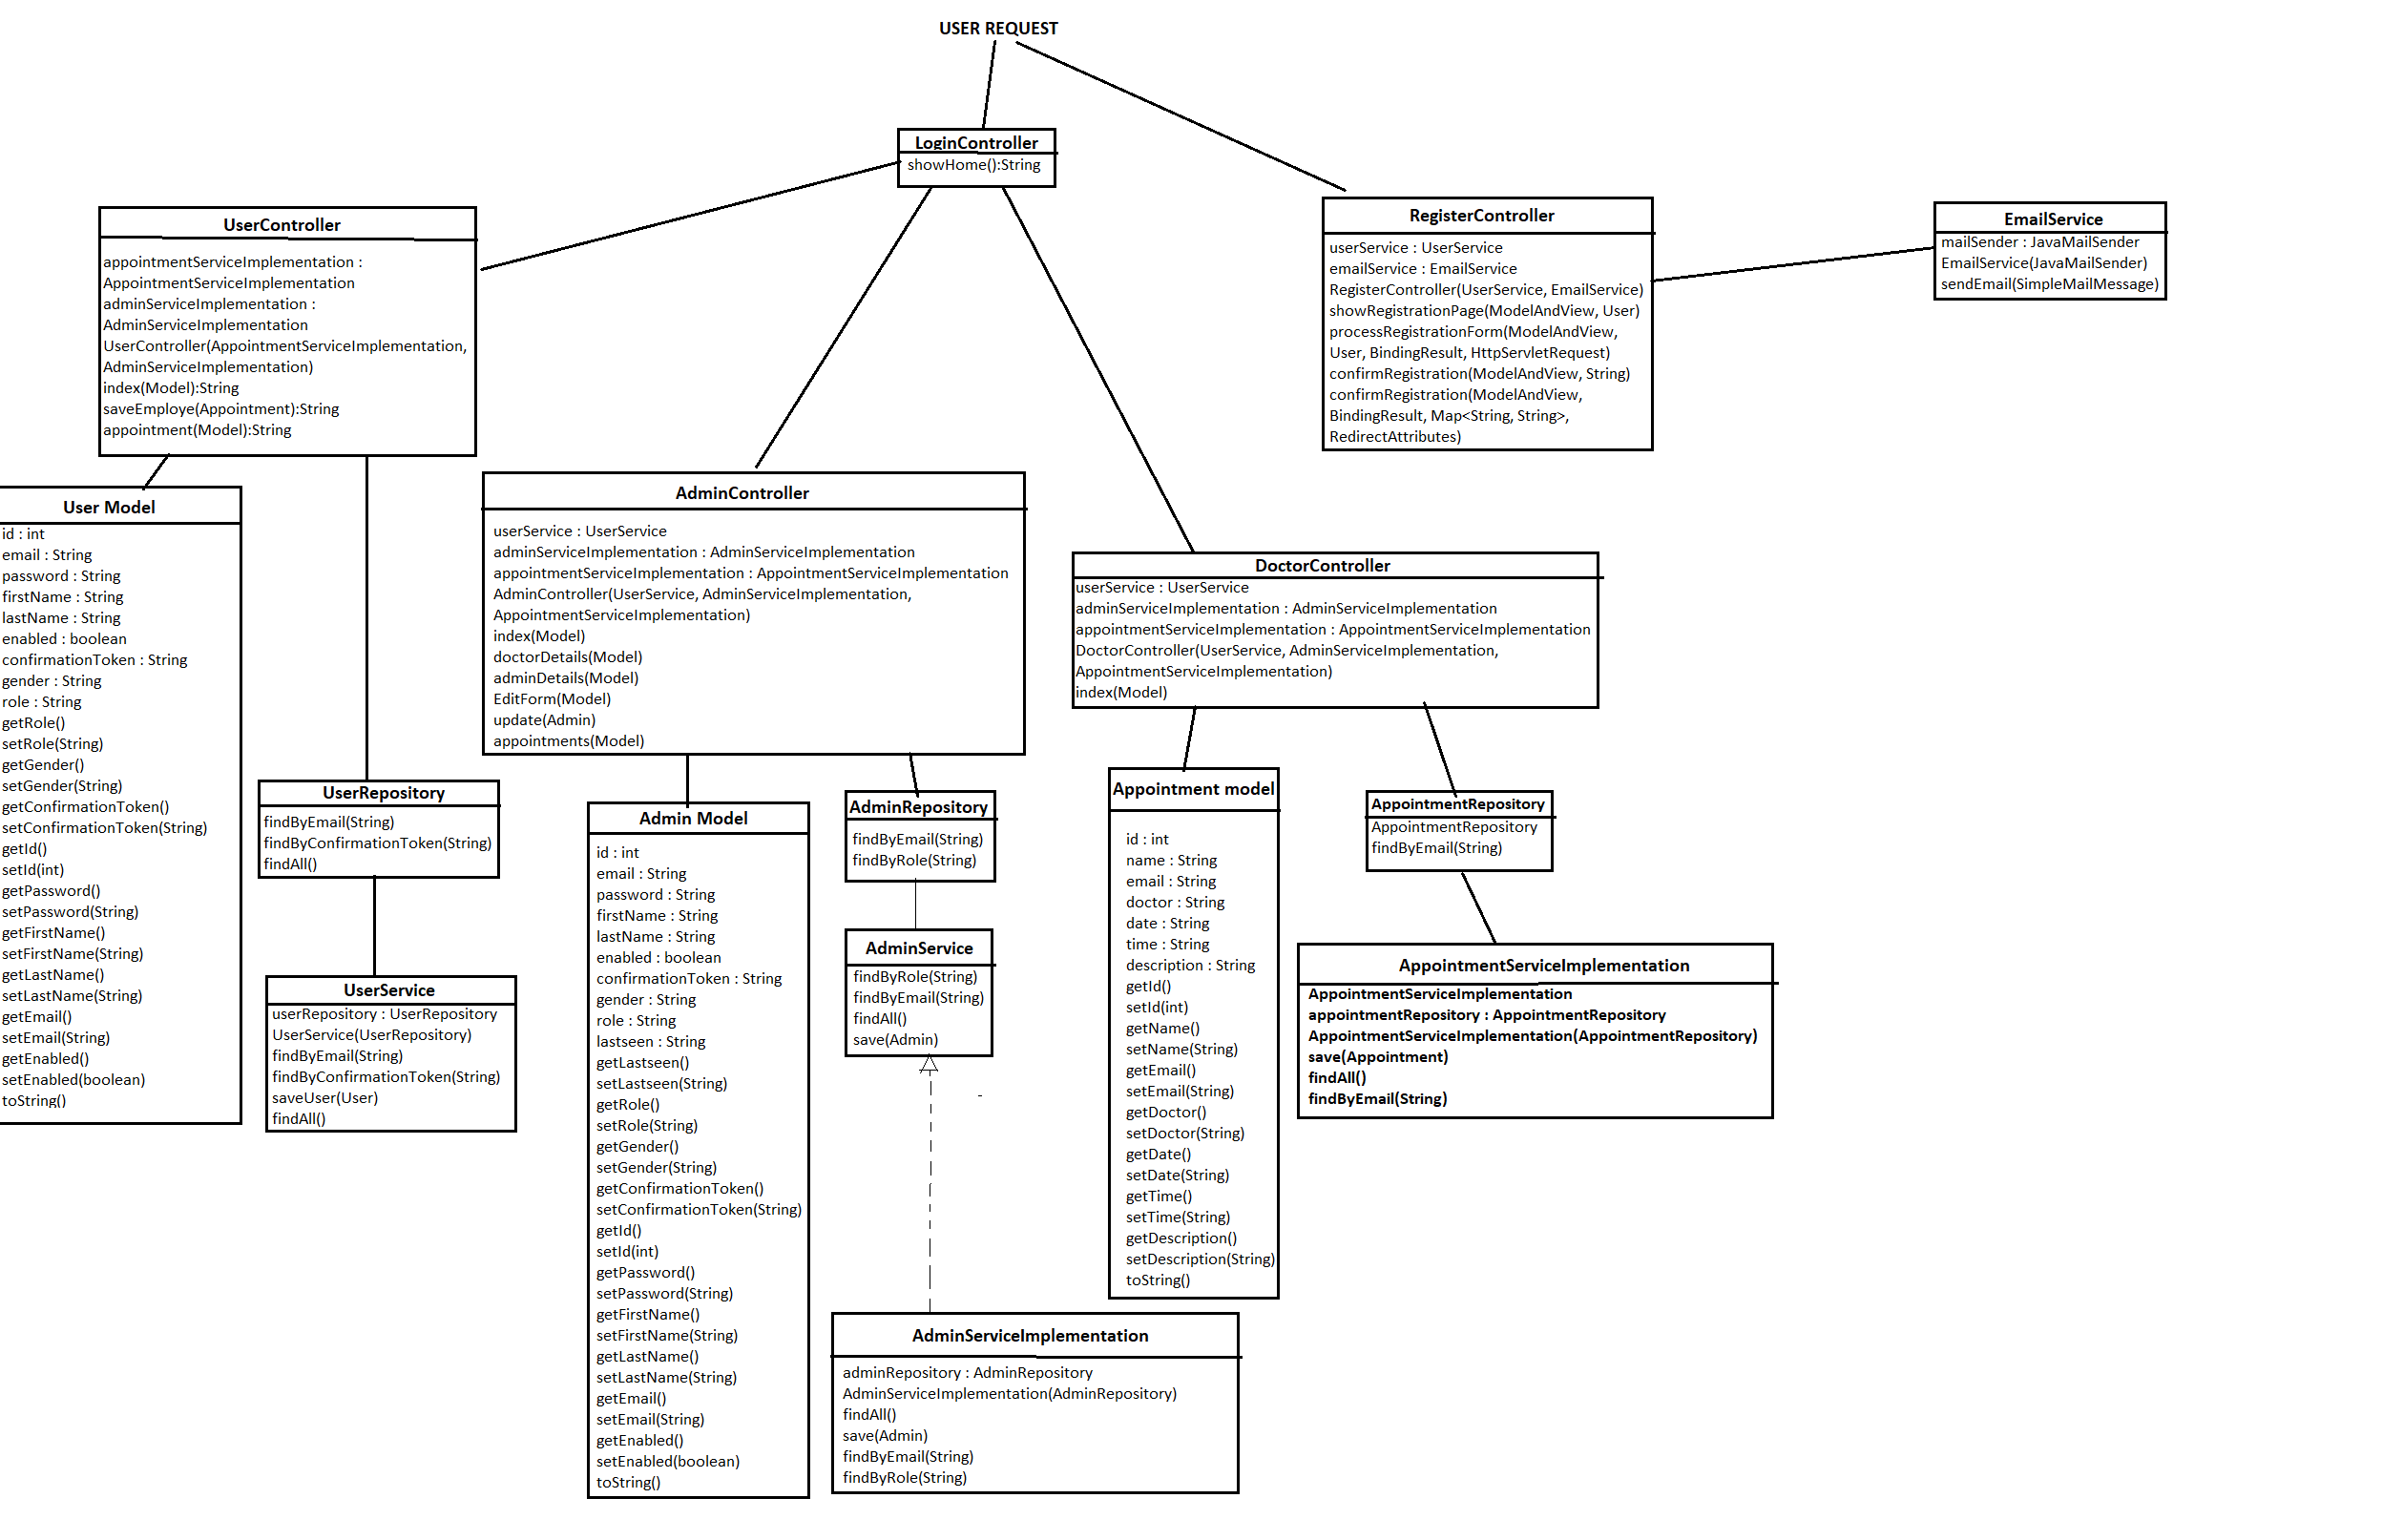 USER REQUEST
LoginController
showHome():String
UserController
appointmentServiceImplementation :
AppointmentServiceImplementation
adminServiceImplementation :
AdminServiceImplementation
UserController(AppointmentServiceImplementation,
AdminServiceImplementation)
index(Model):String
saveEmploye(Appointment):String
appointment(Model):String
RegisterController
userService : UserService
emailService : EmailService
RegisterController(UserService, EmailService)
showRegistrationPage(ModelAndView, User)
processRegistrationForm(ModelAndView,
User, BindingResult, HttpServletRequest)
confirmRegistration(ModelAndView, String)
confirmRegistration(ModelAndView,
BindingResult, Map<String, String>,
RedirectAttributes)
EmailService
mailSender : JavaMailSender
EmailService(JavaMailSender)
sendEmail(SimpleMailMessage)
User Model
id : int
email : String
password : String
firstName : String
lastName : String
enabled : boolean
confirmationToken : String
gender : String
role : String
getRole()
setRole(String)
getGender()
setGender(String)
getConfirmationToken()
setConfirmationToken(String)
getId()
setId(int)
getPassword()
setPassword(String)
getFirstName()
setFirstName(String)
getLastName()
setLastName(String)
getEmail()
setEmail(String)
getEnabled()
setEnabled(boolean)
toString()
AdminController
userService : UserService
adminServiceImplementation : AdminServiceImplementation
appointmentServiceImplementation : AppointmentServiceImplementation
AdminController(UserService, AdminServiceImplementation,
AppointmentServiceImplementation)
index(Model)
doctorDetails(Model)
adminDetails(Model)
EditForm(Model)
update(Admin)
appointments(Model)
DoctorController
userService : UserService
adminServiceImplementation : AdminServiceImplementation
appointmentServiceImplementation : AppointmentServiceImplementation
DoctorController(UserService, AdminServiceImplementation,
AppointmentServiceImplementation)
index(Model)
UserRepository
findByEmail(String)
findByConfirmationToken(String)
findAll()
UserService
userRepository : UserRepository
UserService(UserRepository)
findByEmail(String)
findByConfirmationToken(String)
saveUser(User)
findAll()
Admin Model
id : int
email : String
password : String
firstName : String
lastName : String
enabled : boolean
confirmationToken : String
gender : String
role : String
lastseen : String
getLastseen()
setLastseen(String)
getRole()
setRole(String)
getGender()
setGender(String)
getConfirmationToken()
setConfirmationToken(String)
getId()
setId(int)
getPassword()
setPassword(String)
getFirstName()
setFirstName(String)
getLastName()
setLastName(String)
getEmail()
setEmail(String)
getEnabled()
setEnabled(boolean)
toString()
AdminRepository
findByEmail(String)
findByRole(String)
AdminService
findByRole(String)
findByEmail(String)
findAll()
save(Admin)
AdminServiceImplementation
adminRepository : AdminRepository
AdminServiceImplementation(AdminRepository)
findAll()
save(Admin)
findByEmail(String)
findByRole(String)
Appointment model
id : int
name : String
email : String
doctor : String
date : String
time : String
description : String
getId()
setId(int)
getName()
setName(String)
getEmail()
setEmail(String)
getDoctor()
setDoctor(String)
getDate()
setDate(String)
getTime()
setTime(String)
getDescription()
setDescription(String)
toString()
AppointmentRepository
AppointmentRepository
findByEmail(String)
AppointmentServiceImplementation
AppointmentServiceImplementation
appointmentRepository : AppointmentRepository
AppointmentServiceImplementation(AppointmentRepository)
save(Appointment)
findAll()
findByEmail(String)